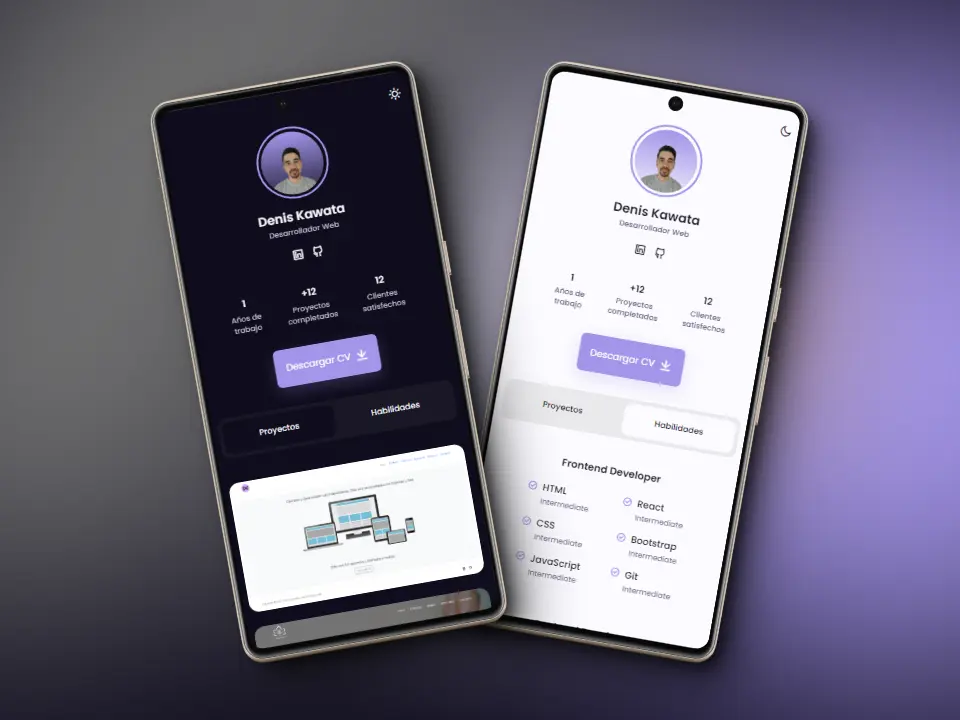 Denis Kawata
Desarrollador Web
1
Años de
trabajo
+12
Proyectos
completados
12
Clientes
satisfechos
Descargar CV
Proyectos
Habilidades
Denis Kawata
Desarrollador Web
1
Años de
trabajo
+12
Proyectos
completados
12
Clientes
satisfechos
Descargar CV
Proyectos
Habilidades
Frontend Developer
HTML
Intermediate
React
Intermediate
CSS
Intermediate
Bootstrap
Intermediate
JavaScript
Intermediate
Git
Intermediate